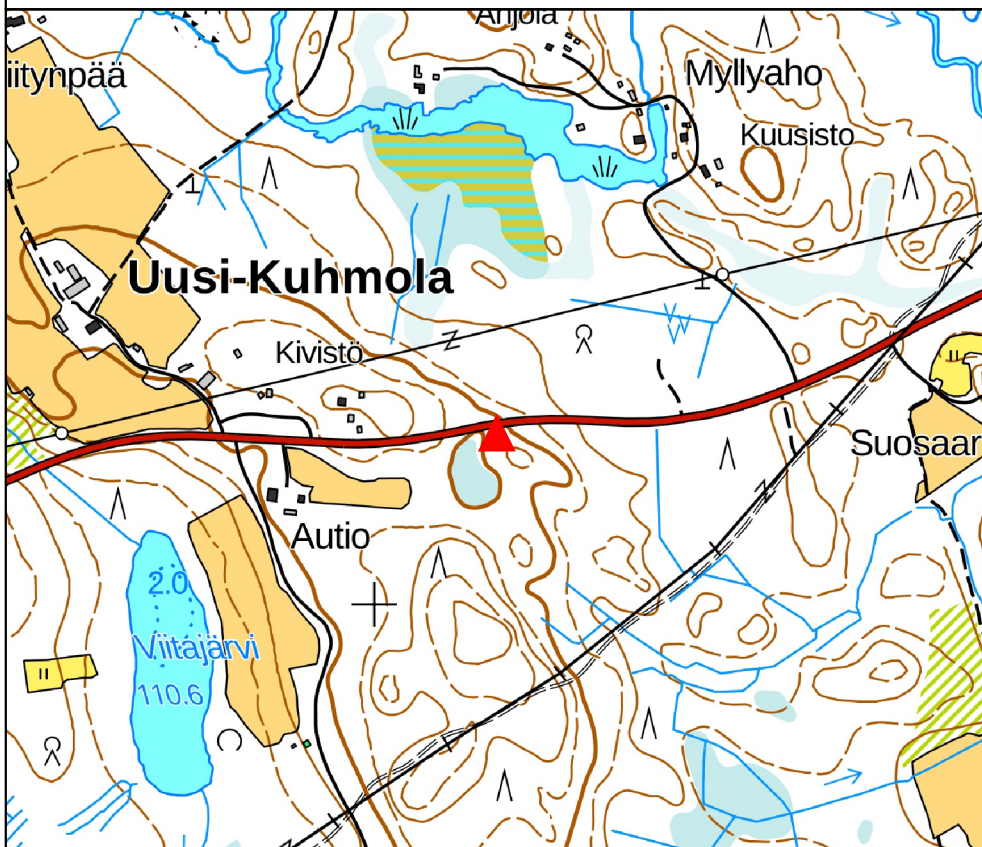 Anjola
iitynpää
Myllyaho
Kuusisto
Uusi-Kuhmola
Kivistö
Suosaar
Autio
2.0
Viitajärvi
110.6